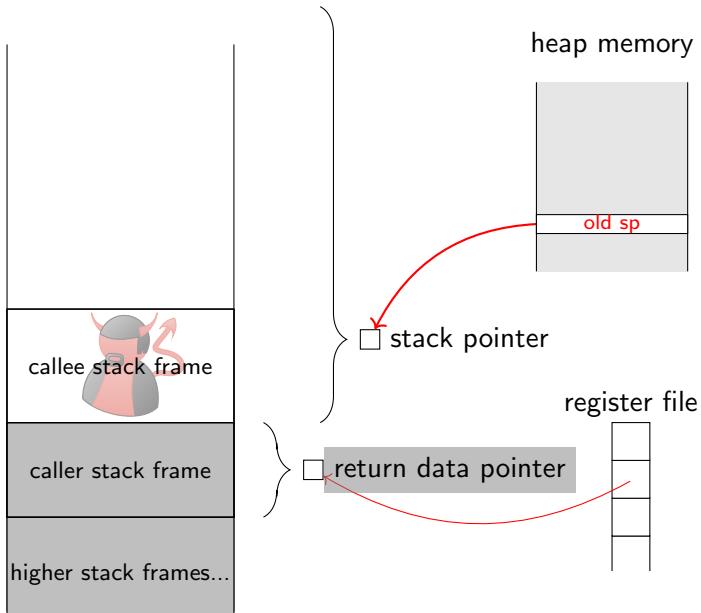 heap memory
old sp
stack pointer
callee stack frame
register file
caller stack frame
return data pointer
higher stack frames...